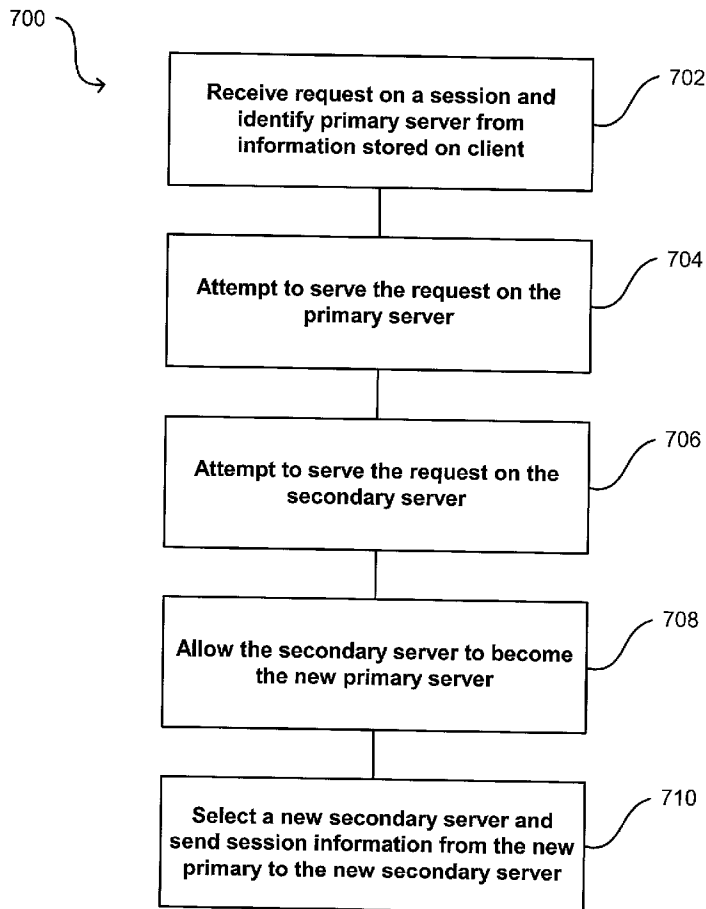 700
Receive request on a session and
identify primary server from
information stored on client
702
Attempt to serve the request on the
primary server
704
Attempt to serve the request on the
secondary server
706
Allow the secondary server to become
the new primary server
708
Select a new secondary server and
send session information from the new
primary to the new secondary server
710